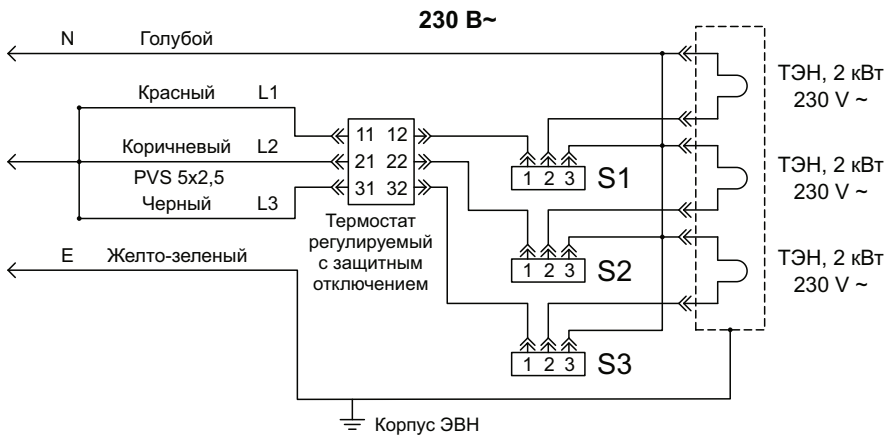 230 В~
N Голубой
Красный L1
Коричневый L2
PVS 5x2,5
Черный L3
E Желто-зеленый
11 12
21 22
31 32
Термостат
регулируемый
с защитным
отключением
1 2 3 S1
1 2 3 S2
1 2 3 S3
ТЭН, 2 кВт
230 V ~
ТЭН, 2 кВт
230 V ~
ТЭН, 2 кВт
230 V ~
Корпус ЭВН